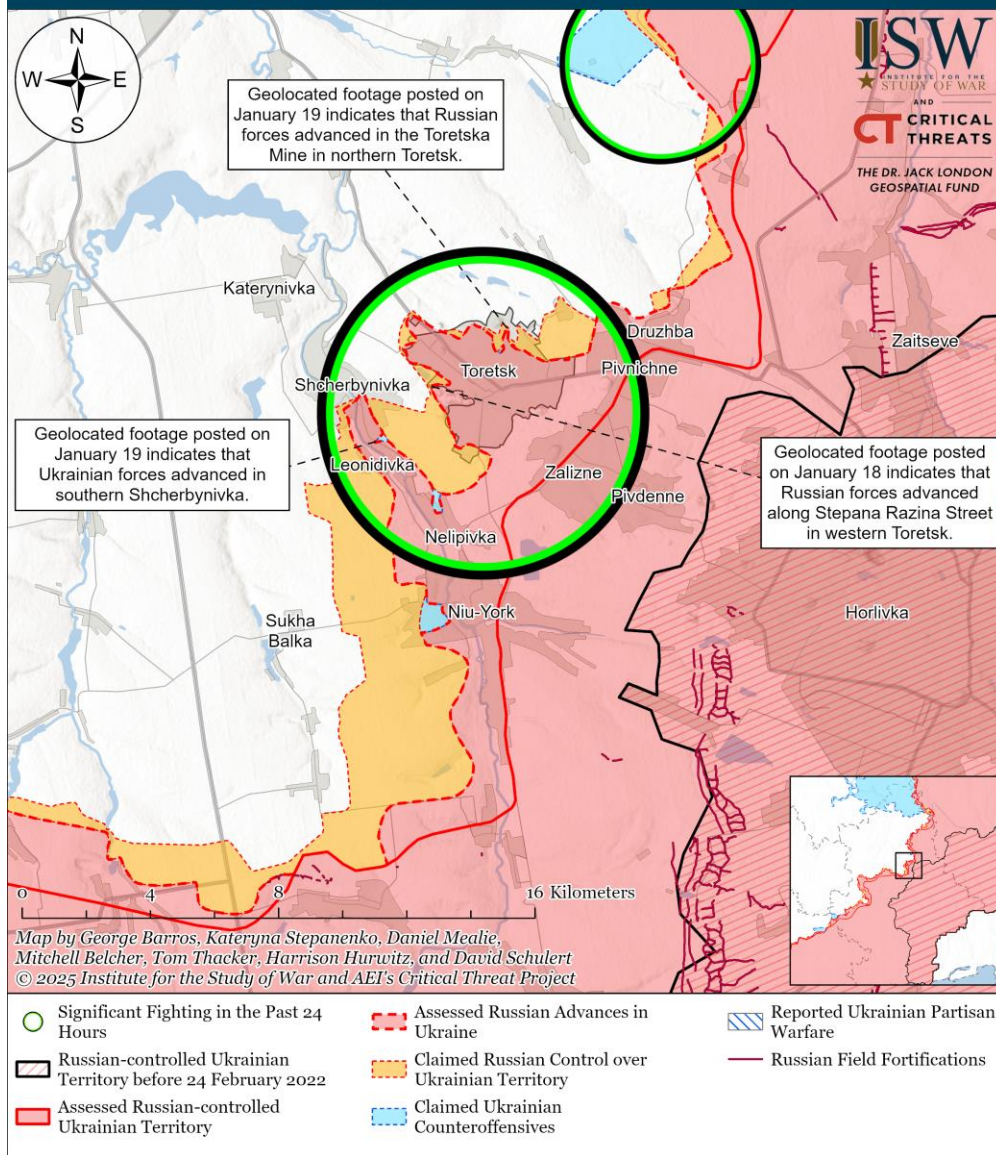 N
W
E
S
ISW
INSTITUTE FOR THE
STUDY OF WAR
AND
CT CRITICAL
THREATS
THE DR. JACK LONDON
GEOSPATIAL FUND
Geolocated footage posted on
January 19 indicates that Russian
forces advanced in the Toretska
Mine in northern Toretsk.
Katerynivka
Druzhba
Zaitseve
Pivnichne
Toretsk
Shcherbynivka
Geolocated footage posted on
January 19 indicates that
Ukrainian forces advanced in
southern Shcherbynivka.
Leonidivka
Zalizne
Pivdenne
Geolocated footage posted
on January 18 indicates that
Russian forces advanced
along Stepana Razina Street
in western Toretsk.
Nelipivka
Niu-York
Sukha
Balka
Horlivka
0 4 8 16 Kilometers
Map by George Barros, Kateryna Stepanenko, Daniel Mealie,
Mitchell Belcher, Tom Thacker, Harrison Hurwitz, and David Schulert
© 2025 Institute for the Study of War and AEI's Critical Threat Project
Significant Fighting in the Past 24
Hours
Russian-controlled Ukrainian
Territory before 24 February 2022
Assessed Russian-controlled
Ukrainian Territory
Assessed Russian Advances in
Ukraine
Claimed Russian Control over
Ukrainian Territory
Claimed Ukrainian
Counteroffensives
Reported Ukrainian Partisan
Warfare
Russian Field Fortifications